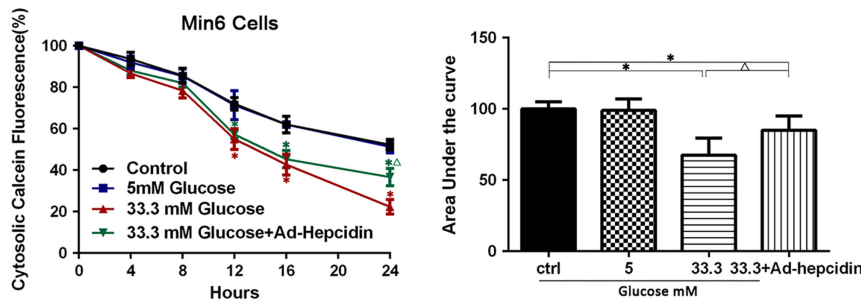 Min6 Cells
Cytosolic Calcein Fluorescence(%)
100
80
60
40
20
0
* * * * *△ *
Control
5mM Glucose
33.3 mM Glucose
33.3 mM Glucose+Ad-Hepcidin
0 4 8 12 16 20 24
Hours
Area Under the curve
150
100
50
0
*
* △
ctrl 5 33.3 33.3+Ad-hepcidin
Glucose mM